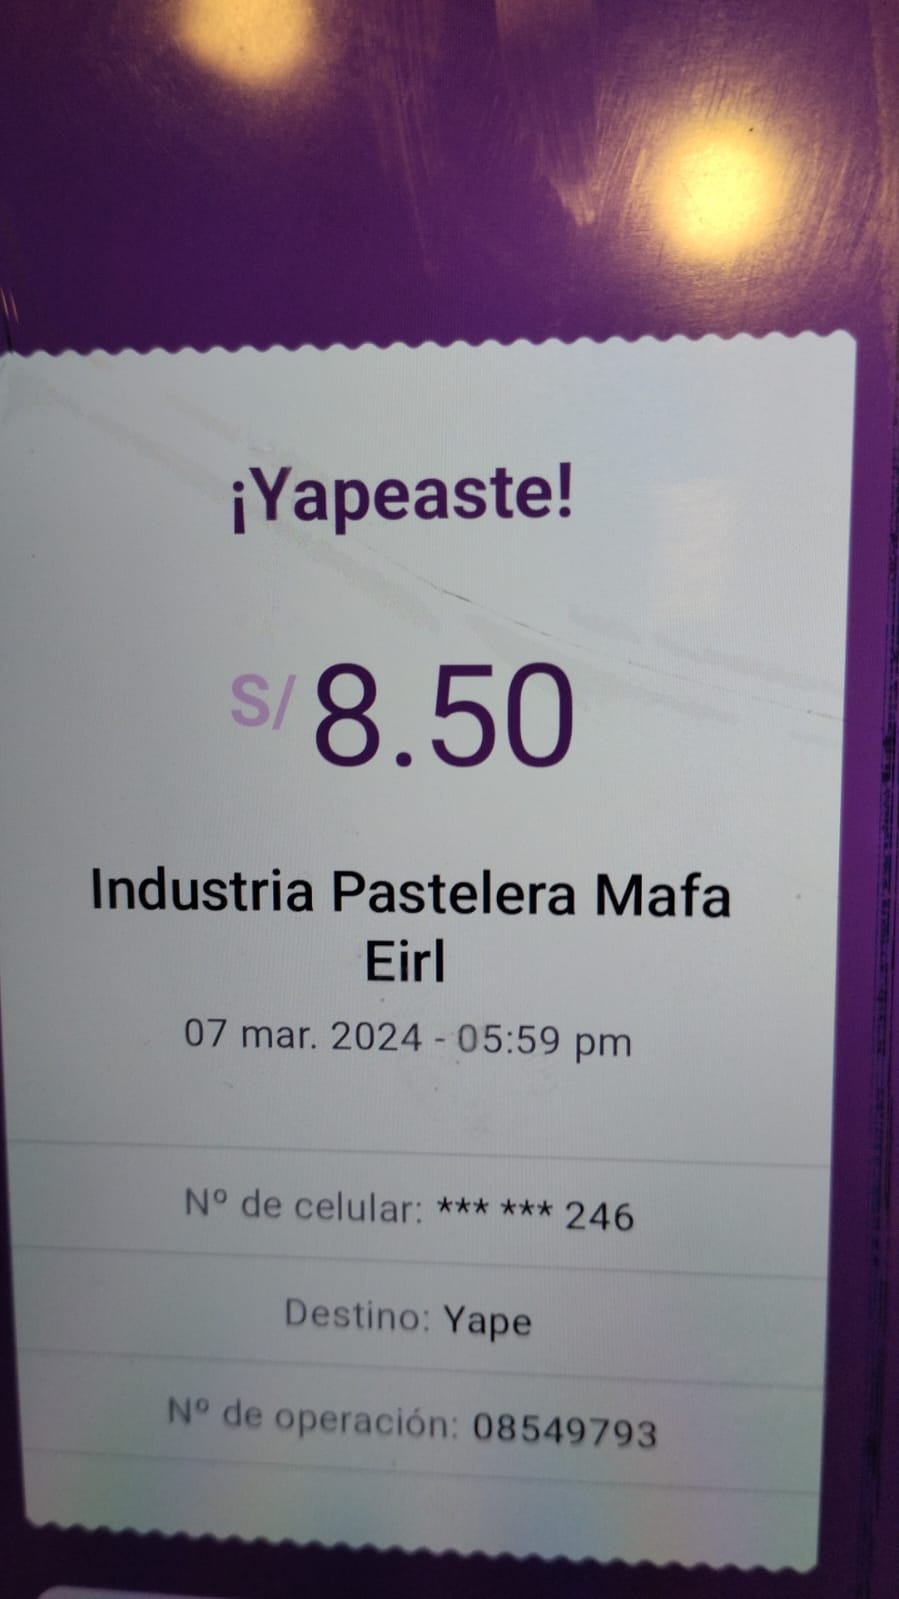 ¡Yapeaste!
S/ 8.50
Industria Pastelera Mafa
Eirl
07 mar. 2024 - 05:59 pm
Nº de celular: *** *** 246
Destino: Yape
Nº de operación: 08549793